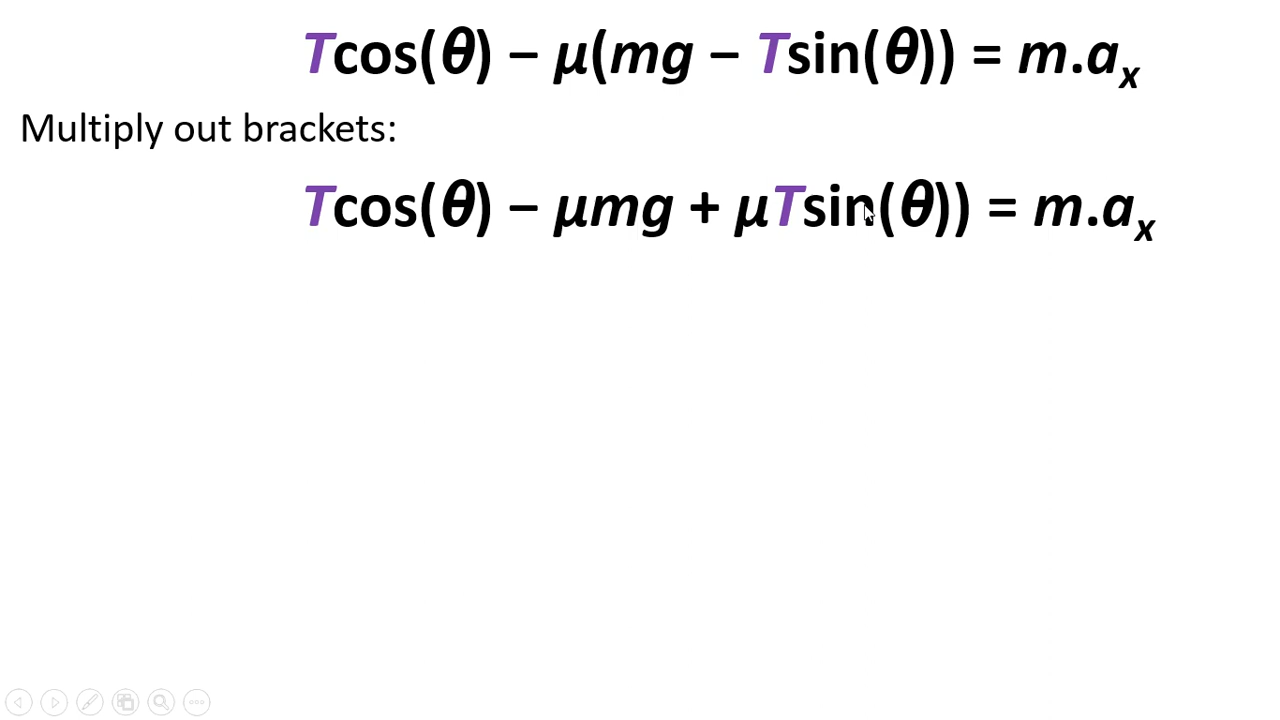 Tcos(θ) – μ(mg – Tsin(θ)) = m.aₓ
Multiply out brackets:
Tcos(θ) – μmg + μTsin(θ)) = m.aₓ